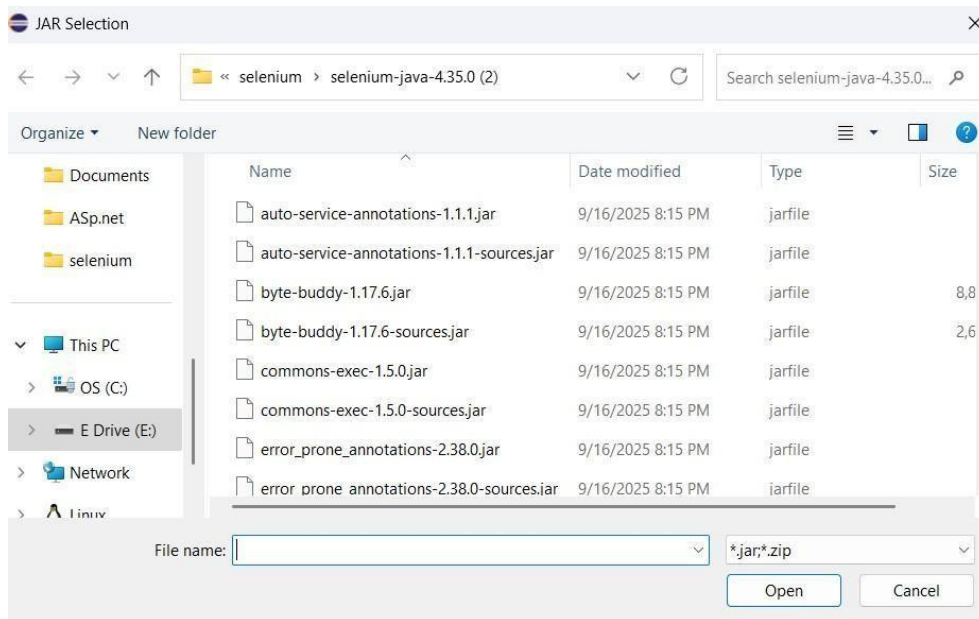 JAR Selection
« selenium › selenium-java-4.35.0 (2)
Search selenium-java-4.35.0...
Organize
New folder
Name Date modified Type Size
Documents
ASp.net
selenium
This PC
OS (C:)
E Drive (E:)
Network
Linux
auto-service-annotations-1.1.1.jar 9/16/2025 8:15 PM jarfile
auto-service-annotations-1.1.1-sources.jar 9/16/2025 8:15 PM jarfile
byte-buddy-1.17.6.jar 9/16/2025 8:15 PM jarfile 8,8
byte-buddy-1.17.6-sources.jar 9/16/2025 8:15 PM jarfile 2,6
commons-exec-1.5.0.jar 9/16/2025 8:15 PM jarfile
commons-exec-1.5.0-sources.jar 9/16/2025 8:15 PM jarfile
error_prone_annotations-2.38.0.jar 9/16/2025 8:15 PM jarfile
error_prone_annotations-2.38.0-sources.jar 9/16/2025 8:15 PM jarfile
File name:
*.jar;*.zip
Open
Cancel